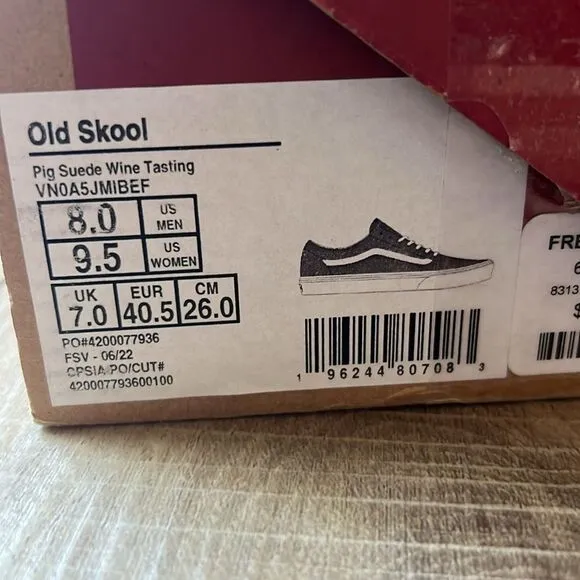 Old Skool
Pig Suede Wine Tasting
VN0A5JMIBEF
8.0 US MEN
9.5 US WOMEN
UK 7.0 EUR 40.5 CM 26.0
PO#4200077936
FSV - 06/22
CPSIA PO/CUT#
420007793600100
1 96244 80708 3
FRE
6
8313
$